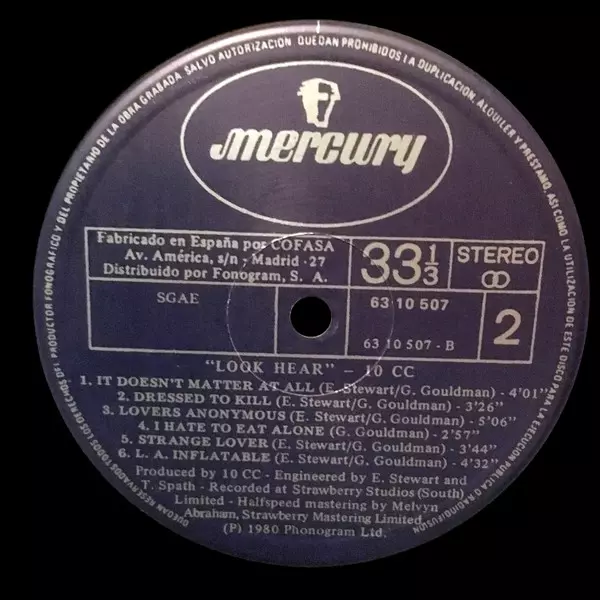 QUEDAN RESERVADOS TODOS LOS DERECHOS DEL PRODUCTOR FONOGRAFICO Y DEL PROPIETARIO DE LA OBRA GRABADA. SALVO AUTORIZACION QUEDAN PROHIBIDOS LA DUPLICACION, ALQUILER Y PRESTAMO, ASI COMO LA UTILIZACION DE ESTE DISCO PARA LA EJECUCION PUBLICA O RADIODIFUSION
mercury
Fabricado en España por COFASA
Av. América, s/n - Madrid - 27
Distribuido por Fonogram, S. A.
33 1/3
STEREO
SGAE
63 10 507
63 10 507 - B
2
"LOOK HEAR" - 10 CC
1. IT DOESN'T MATTER AT ALL (E. Stewart/G. Gouldman) - 4'01"
2. DRESSED TO KILL (E. Stewart/G. Gouldman) - 3'26"
3. LOVERS ANONYMOUS (E. Stewart/G. Gouldman) - 5'06"
4. I HATE TO EAT ALONE (G. Gouldman) - 2'57"
5. STRANGE LOVER (E. Stewart/G. Gouldman) - 3'44"
6. L. A. INFLATABLE (E. Stewart/G. Gouldman) - 4'32"
Produced by 10 CC - Engineered by E. Stewart and
T. Spath - Recorded at Strawberry Studios (South)
Limited - Halfspeed mastering by Melvyn
Abraham, Strawberry Mastering Limited.
(P) 1980 Phonogram Ltd.